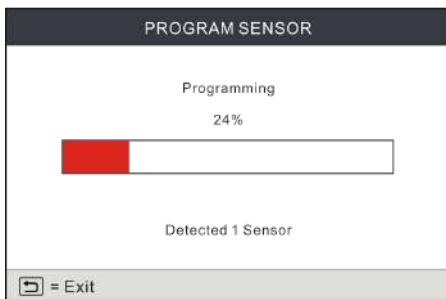 PROGRAM SENSOR
Programming
24%
Detected 1 Sensor
= Exit